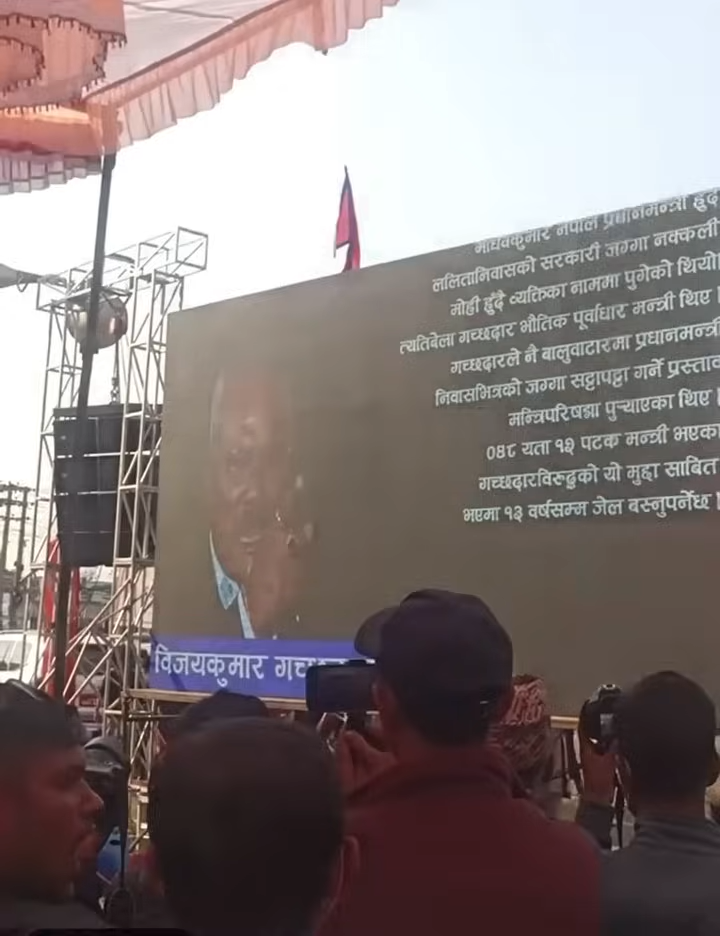 माधवकुमार नेपाल प्रधानमन्त्री हुँदै
ललितानिवासको सरकारी जग्गा नक्कली
मोही हुँदै व्यक्तिका नाममा पुगेको थियो।
त्यतिबेला गच्छदार भौतिक पूर्वाधार मन्त्री थिए।
गच्छदारले नै बालुवाटारमा प्रधानमन्त्री
निवासभित्रको जग्गा सट्टापट्टा गर्ने प्रस्ताव
मन्त्रिपरिषद्मा पुर्‍याएका थिए।
०४८ यता १२ पटक मन्त्री भएका
गच्छदारविरुद्धको यो मुद्दा साबित
भएमा १३ वर्षसम्म जेल बस्नुपर्नेछ।
विजयकुमार